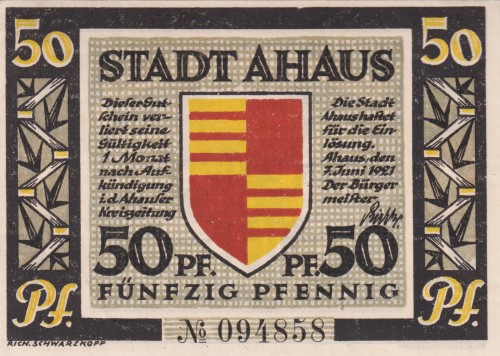 50
50
STADT AHAUS
Dieser Gut-
schein ver-
liert seine
Gültigkeit
1 Monat
nach Auf-
kündigung
i.d. Ahauser
Kreiszeitung
Die Stadt
Ahaus haftet
für die Ein-
lösung.
Ahaus, den
7. Juni 1921
Der Bürger
meister.
50 PF.
PF. 50
FÜNFZIG PFENNIG
Pf.
Pf.
№ 094858
RICH. SCHWARZKOPF